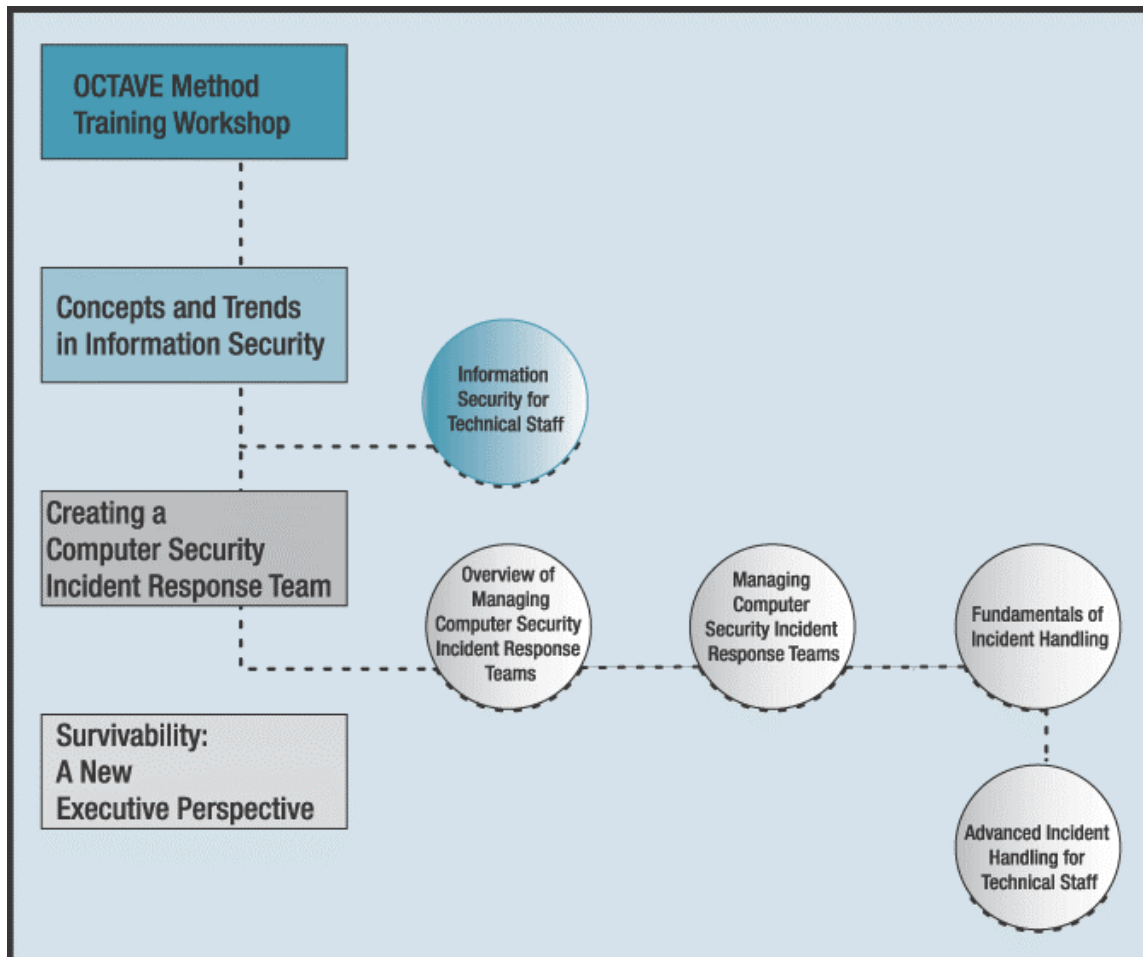 OCTAVE Method
Training Workshop
Concepts and Trends
in Information Security
Information
Security for
Technical Staff
Creating a
Computer Security
Incident Response Team
Overview of
Managing
Computer Security
Incident Response
Teams
Managing
Computer
Security Incident
Response Teams
Fundamentals of
Incident Handling
Survivability:
A New
Executive Perspective
Advanced Incident
Handling for
Technical Staff